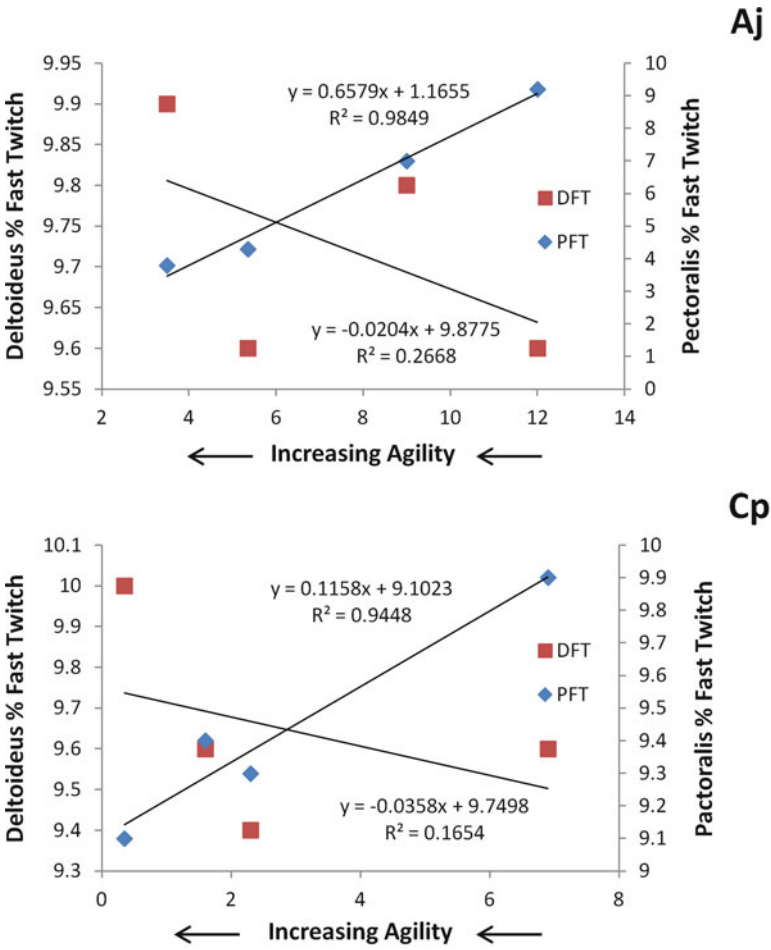 Aj
9.95
9.9
9.85
9.8
9.75
9.7
9.65
9.6
9.55
Deltoideus % Fast Twitch
10
9
8
7
6
5
4
3
2
1
0
Pectoralis % Fast Twitch
y = 0.6579x + 1.1655
R² = 0.9849
DFT
PFT
y = -0.0204x + 9.8775
R² = 0.2668
2 4 6 8 10 12 14
Increasing Agility
Cp
10.1
10
9.9
9.8
9.7
9.6
9.5
9.4
9.3
Deltoideus % Fast Twitch
10
9.9
9.8
9.7
9.6
9.5
9.4
9.3
9.2
9.1
9
Pactoralis % Fast Twitch
y = 0.1158x + 9.1023
R² = 0.9448
DFT
PFT
y = -0.0358x + 9.7498
R² = 0.1654
0 2 4 6 8
Increasing Agility